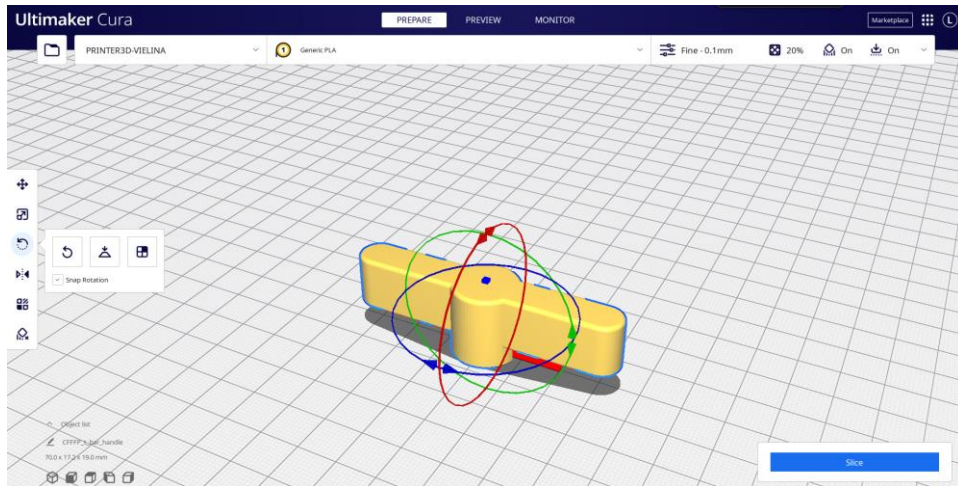 Ultimaker Cura
PREPARE PREVIEW MONITOR
Marketplace L
PRINTER3D-VIELINA 1 Generic PLA Fine - 0.1mm 20% On On
Snap Rotation
Object list
CFFFP_t_bar_handle
70.0 x 17.2 x 19.0 mm
Slice